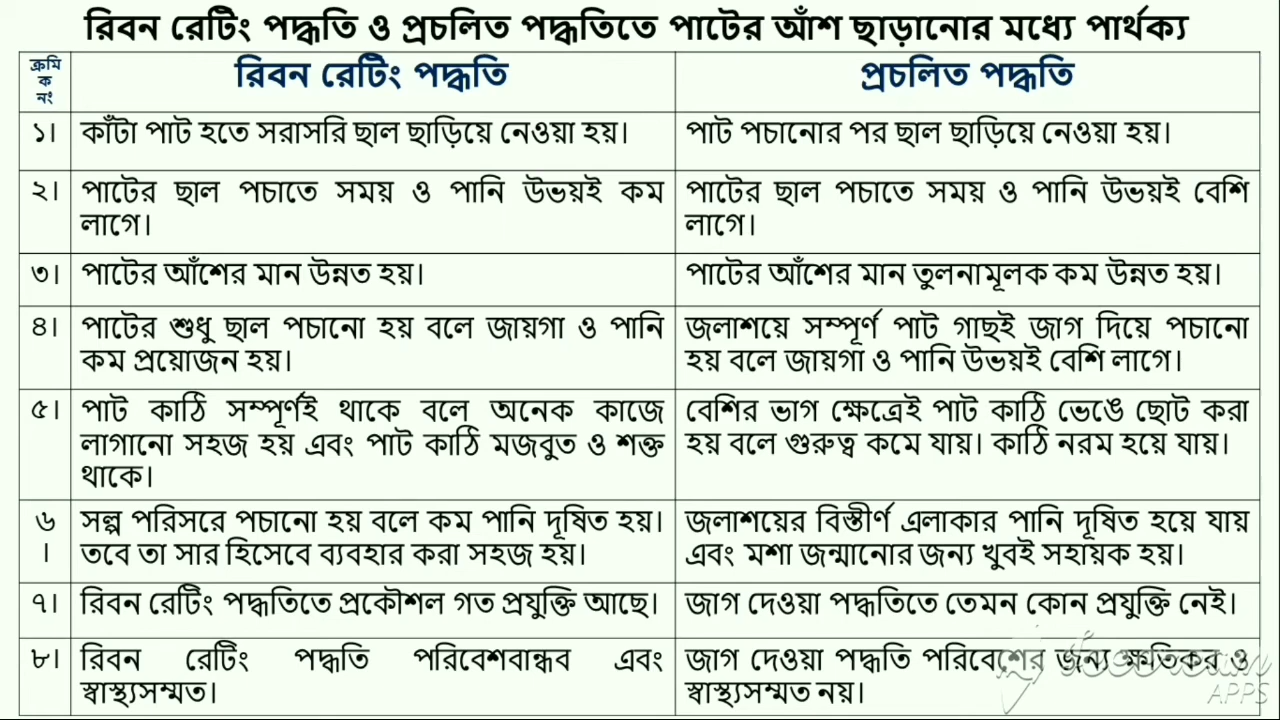 রিবন রেটিং পদ্ধতি ও প্রচলিত পদ্ধতিতে পাটের আঁশ ছাড়ানোর মধ্যে পার্থক্য
ক্রমি
ক
নং
রিবন রেটিং পদ্ধতি
প্রচলিত পদ্ধতি
১। কাঁটা পাট হতে সরাসরি ছাল ছাড়িয়ে নেওয়া হয়।
পাট পচানোর পর ছাল ছাড়িয়ে নেওয়া হয়।
২। পাটের ছাল পচাতে সময় ও পানি উভয়ই কম
লাগে।
পাটের ছাল পচাতে সময় ও পানি উভয়ই বেশি
লাগে।
৩। পাটের আঁশের মান উন্নত হয়।
পাটের আঁশের মান তুলনামূলক কম উন্নত হয়।
৪। পাটের শুধু ছাল পচানো হয় বলে জায়গা ও পানি
কম প্রয়োজন হয়।
জলাশয়ে সম্পূর্ণ পাট গাছই জাগ দিয়ে পচানো
হয় বলে জায়গা ও পানি উভয়ই বেশি লাগে।
৫। পাট কাঠি সম্পূর্ণই থাকে বলে অনেক কাজে
লাগানো সহজ হয় এবং পাট কাঠি মজবুত ও শক্ত
থাকে।
বেশির ভাগ ক্ষেত্রেই পাট কাঠি ভেঙে ছোট করা
হয় বলে গুরুত্ব কমে যায়। কাঠি নরম হয়ে যায়।
৬
।
সল্প পরিসরে পচানো হয় বলে কম পানি দূষিত হয়।
তবে তা সার হিসেবে ব্যবহার করা সহজ হয়।
জলাশয়ের বিস্তীর্ণ এলাকার পানি দূষিত হয়ে যায়
এবং মশা জন্মানোর জন্য খুবই সহায়ক হয়।
৭। রিবন রেটিং পদ্ধতিতে প্রকৌশল গত প্রযুক্তি আছে।
জাগ দেওয়া পদ্ধতিতে তেমন কোন প্রযুক্তি নেই।
৮। রিবন রেটিং পদ্ধতি পরিবেশবান্ধব এবং
স্বাস্থ্যসম্মত।
জাগ দেওয়া পদ্ধতি পরিবেশের জন্য ক্ষতিকর ও
স্বাস্থ্যসম্মত নয়।
APPS